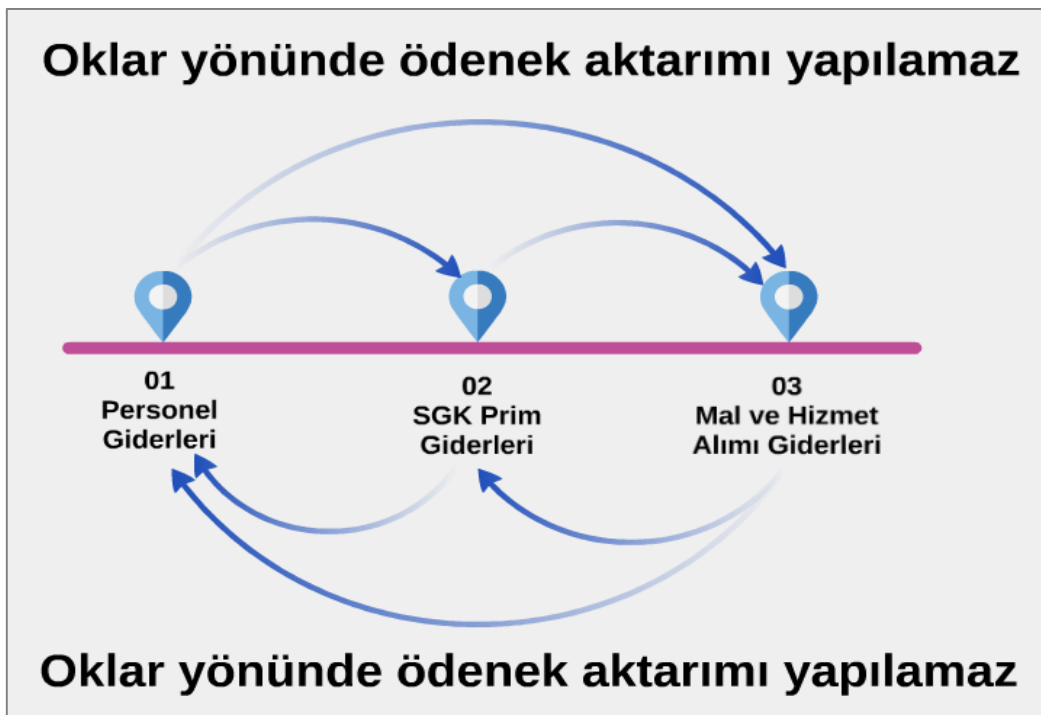 Oklar yönünde ödenek aktarımı yapılamaz
01
Personel
Giderleri
02
SGK Prim
Giderleri
03
Mal ve Hizmet
Alımı Giderleri
Oklar yönünde ödenek aktarımı yapılamaz